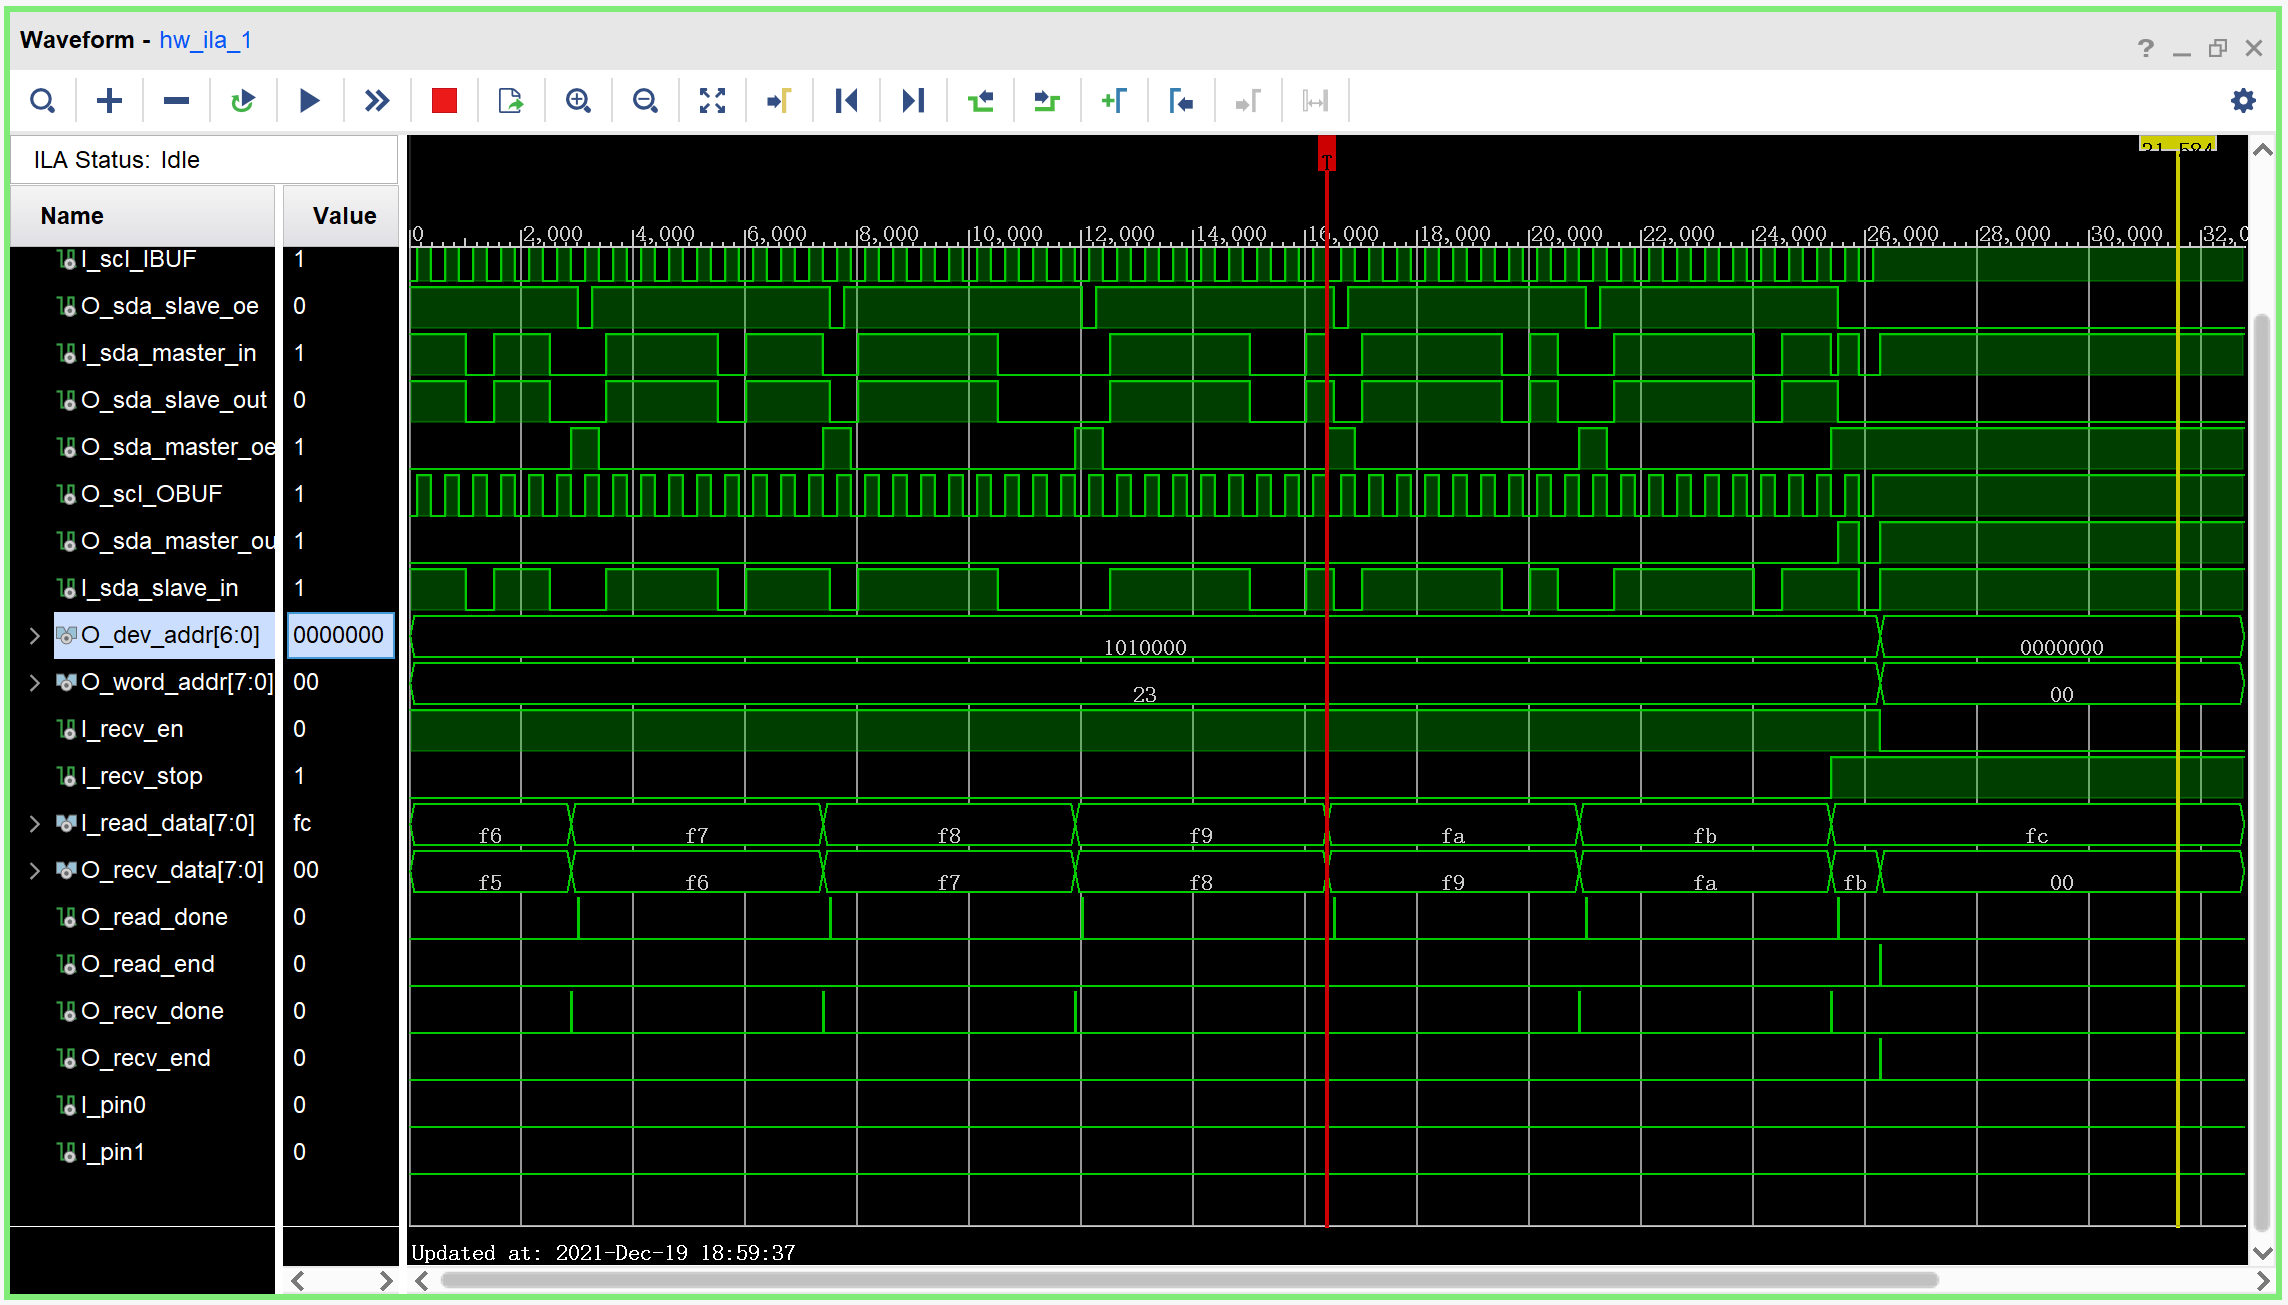 Waveform - hw_ila_1
?
ILA Status: Idle
Name Value
T
31,584
0 2,000 4,000 6,000 8,000 10,000 12,000 14,000 16,000 18,000 20,000 22,000 24,000 26,000 28,000 30,000 32,0
I_scl_IBUF 1
O_sda_slave_oe 0
I_sda_master_in 1
O_sda_slave_out 0
O_sda_master_oe 1
O_scl_OBUF 1
O_sda_master_ou 1
I_sda_slave_in 1
O_dev_addr[6:0] 0000000 1010000 0000000
O_word_addr[7:0] 00 23 00
I_recv_en 0
I_recv_stop 1
I_read_data[7:0] fc f6 f7 f8 f9 fa fb fc
O_recv_data[7:0] 00 f5 f6 f7 f8 f9 fa fb 00
O_read_done 0
O_read_end 0
O_recv_done 0
O_recv_end 0
I_pin0 0
I_pin1 0
Updated at: 2021-Dec-19 18:59:37